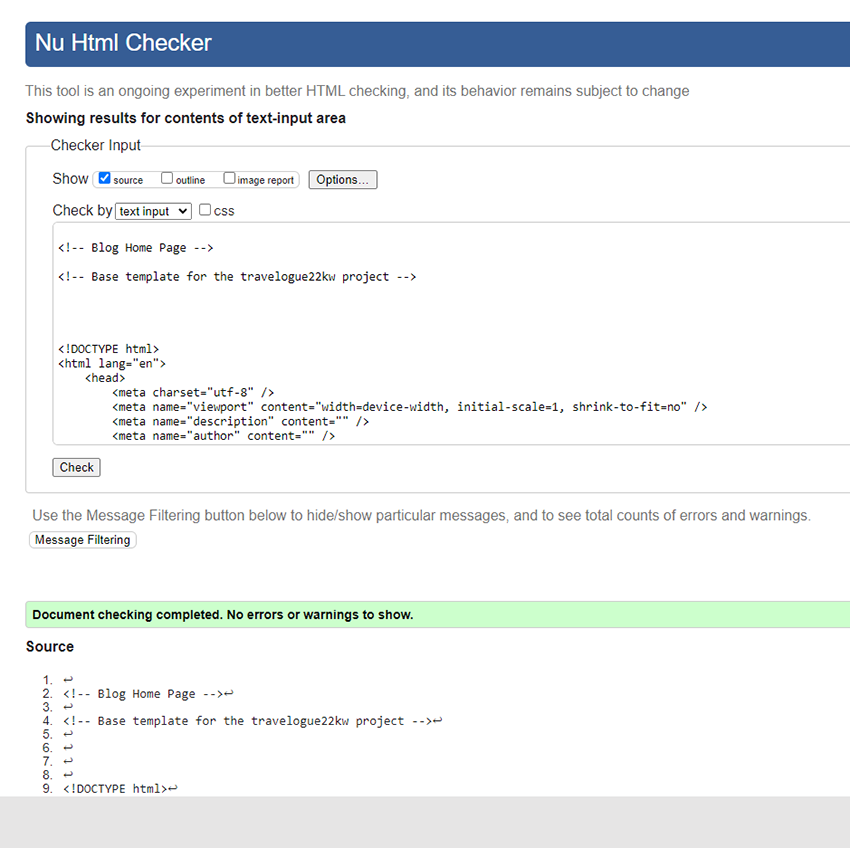 Nu Html Checker
This tool is an ongoing experiment in better HTML checking, and its behavior remains subject to change
Showing results for contents of text-input area
Checker Input
Show source outline image report Options...
Check by text input css
<!-- Blog Home Page -->
<!-- Base template for the travelogue22kw project -->
<!DOCTYPE html>
<html lang="en">
<head>
<meta charset="utf-8" />
<meta name="viewport" content="width=device-width, initial-scale=1, shrink-to-fit=no" />
<meta name="description" content="" />
<meta name="author" content="" />
Check
Use the Message Filtering button below to hide/show particular messages, and to see total counts of errors and warnings.
Message Filtering
Document checking completed. No errors or warnings to show.
Source
1. ↩
2. <!-- Blog Home Page -->↩
3. ↩
4. <!-- Base template for the travelogue22kw project -->↩
5. ↩
6. ↩
7. ↩
8. ↩
9. <!DOCTYPE html>↩